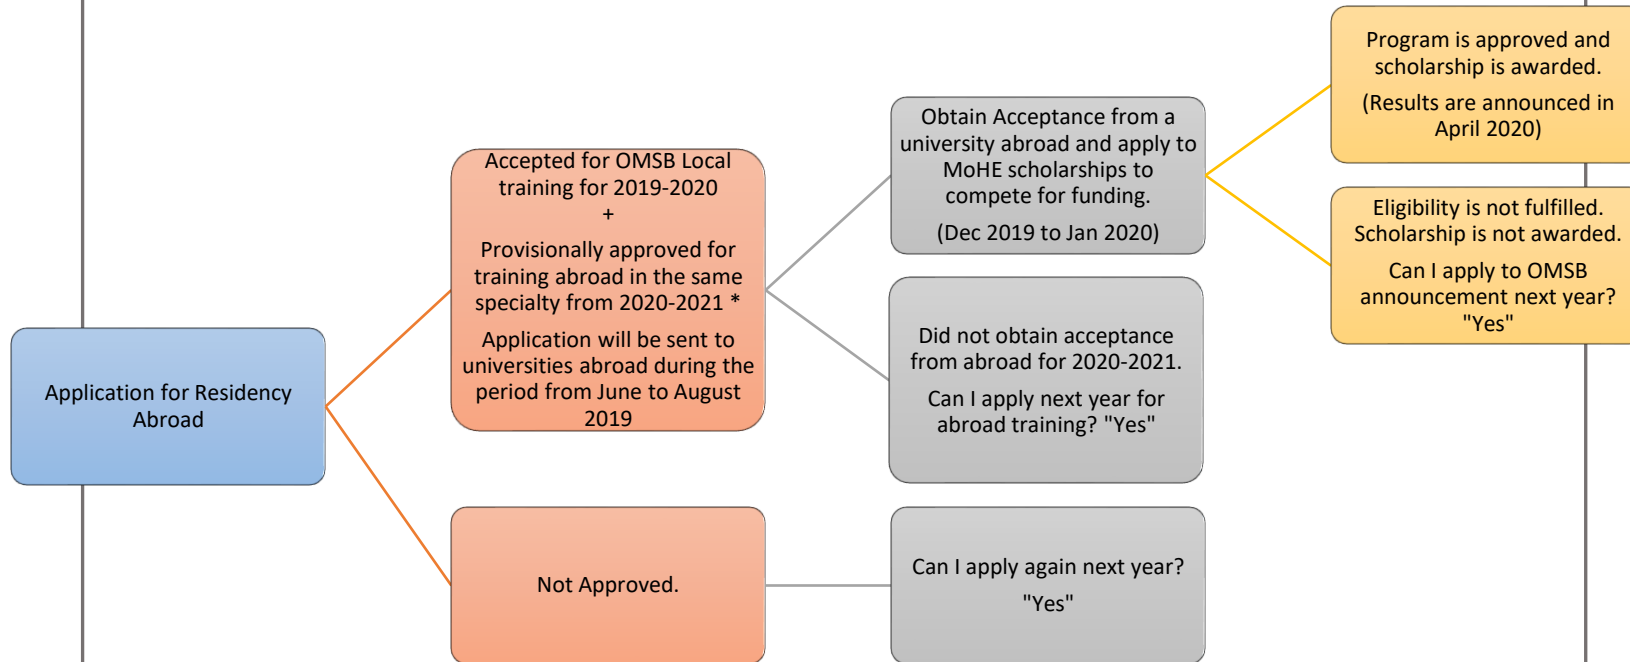 Application for Residency
Abroad
Accepted for OMSB Local
training for 2019-2020
+
Provisionally approved for
training abroad in the same
specialty from 2020-2021 *
Application will be sent to
universities abroad during the
period from June to August
2019
Not Approved.
Obtain Acceptance from a
university abroad and apply to
MoHE scholarships to
compete for funding.
(Dec 2019 to Jan 2020)
Did not obtain acceptance
from abroad for 2020-2021.
Can I apply next year for
abroad training? "Yes"
Can I apply again next year?
"Yes"
Program is approved and
scholarship is awarded.
(Results are announced in
April 2020)
Eligibility is not fulfilled.
Scholarship is not awarded.
Can I apply to OMSB
announcement next year?
"Yes"